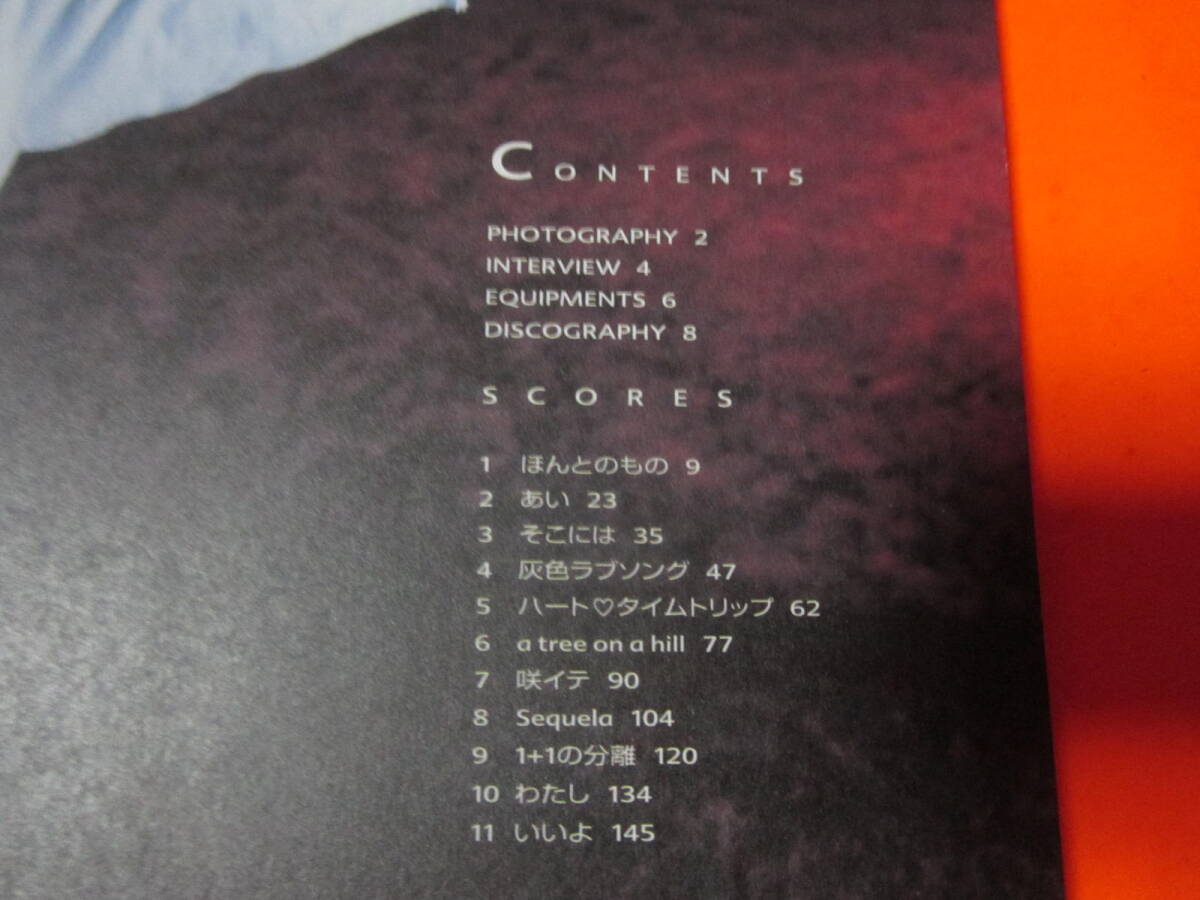 CONTENTS
PHOTOGRAPHY 2
INTERVIEW 4
EQUIPMENTS 6
DISCOGRAPHY 8
SCORES
1 ほんとのもの 9
2 あい 23
3 そこには 35
4 灰色ラブソング 47
5 ハート♡タイムトリップ 62
6 a tree on a hill 77
7 咲イテ 90
8 Sequela 104
9 1+1の分離 120
10 わたし 134
11 いいよ 145